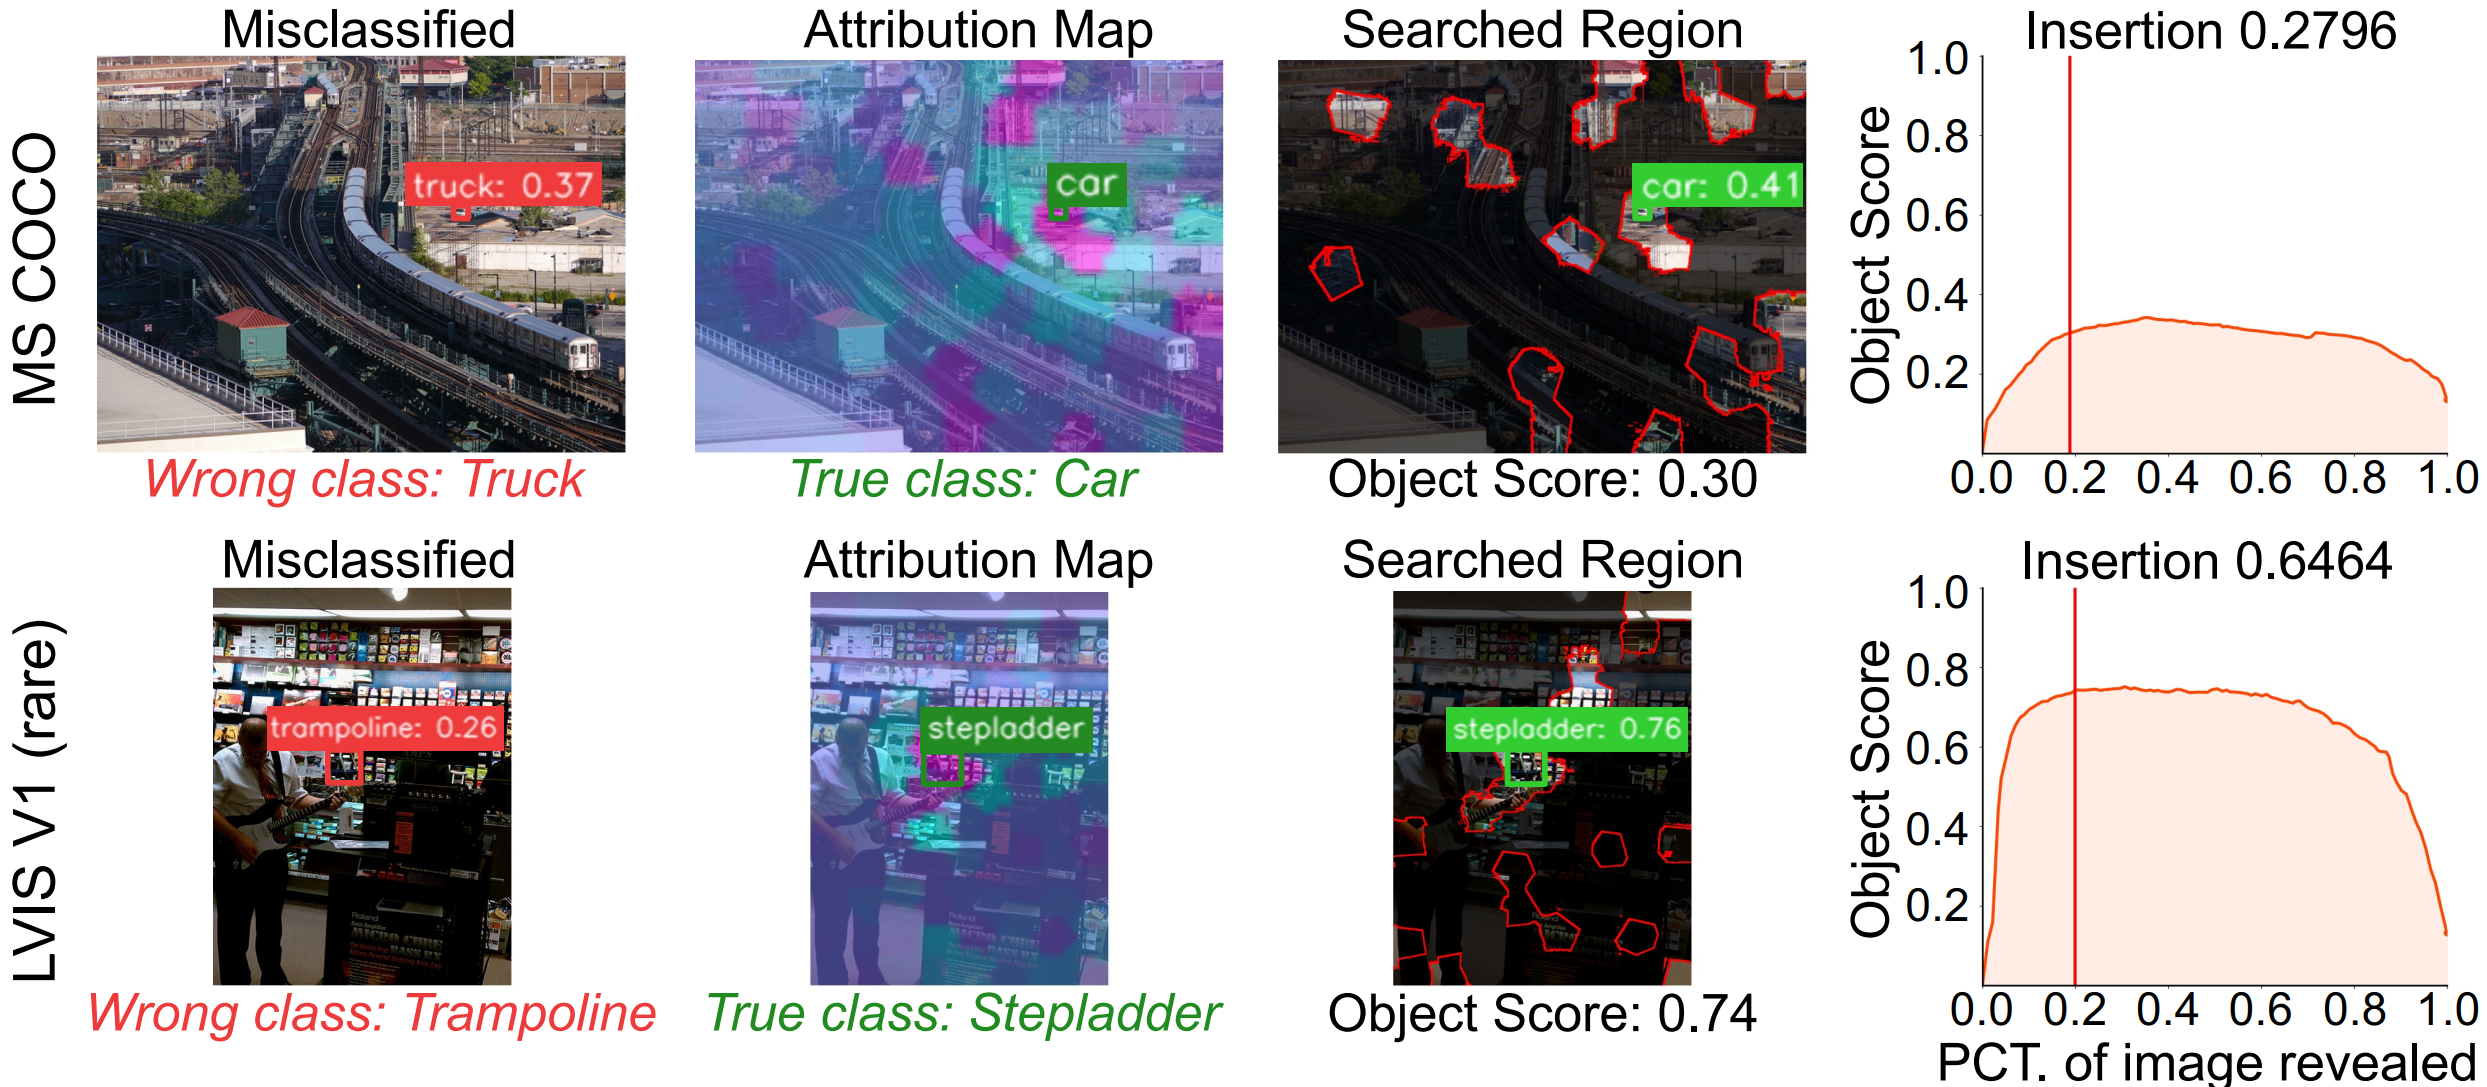 Misclassified
Attribution Map
Searched Region
Insertion 0.2796
MS COCO
truck: 0.37
car
car: 0.41
Object Score
1.0
0.8
0.6
0.4
0.2
0.0 0.2 0.4 0.6 0.8 1.0
Wrong class: Truck
True class: Car
Object Score: 0.30
Misclassified
Attribution Map
Searched Region
Insertion 0.6464
LVIS V1 (rare)
trampoline: 0.26
stepladder
stepladder: 0.76
Roland
MICRO CUBE
BASS RX
Object Score
1.0
0.8
0.6
0.4
0.2
0.0 0.2 0.4 0.6 0.8 1.0
Wrong class: Trampoline
True class: Stepladder
Object Score: 0.74
PCT. of image revealed